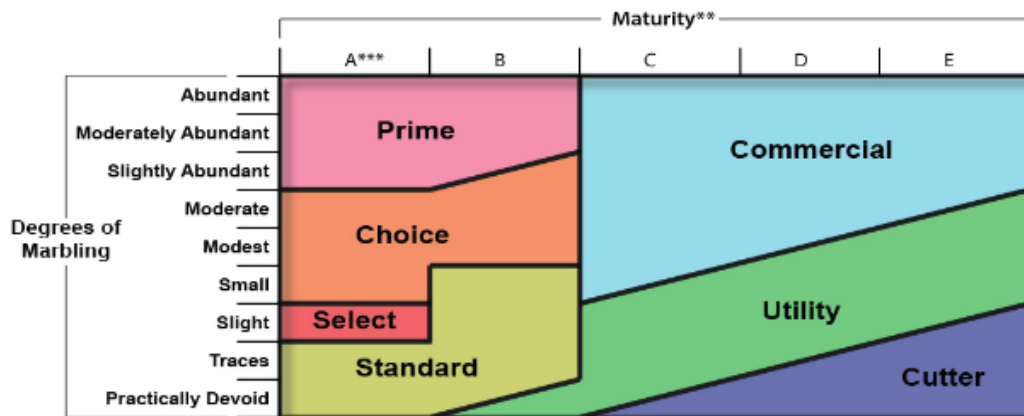 Maturity**
A*** B C D E
Abundant
Moderately Abundant
Prime
Commercial
Slightly Abundant
Degrees of
Marbling
Moderate
Choice
Modest
Small
Slight
Select
Utility
Traces
Standard
Cutter
Practically Devoid